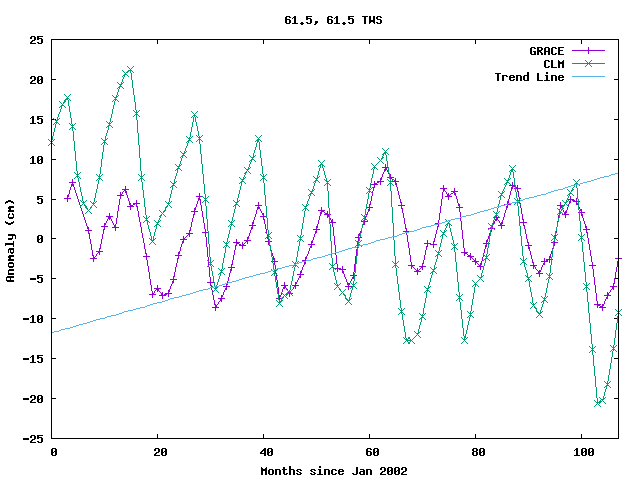 61.5, 61.5 TWS
GRACE
CLM
Trend Line
Anomaly (cm)
25
20
15
10
5
0
-5
-10
-15
-20
-25
0 20 40 60 80 100
Months since Jan 2002